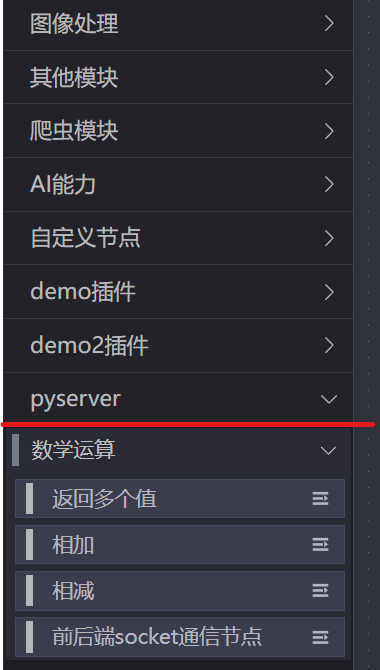 图像处理
其他模块
爬虫模块
AI能力
自定义节点
demo插件
demo2插件
pyserver
数学运算
返回多个值
相加
相减
前后端socket通信节点